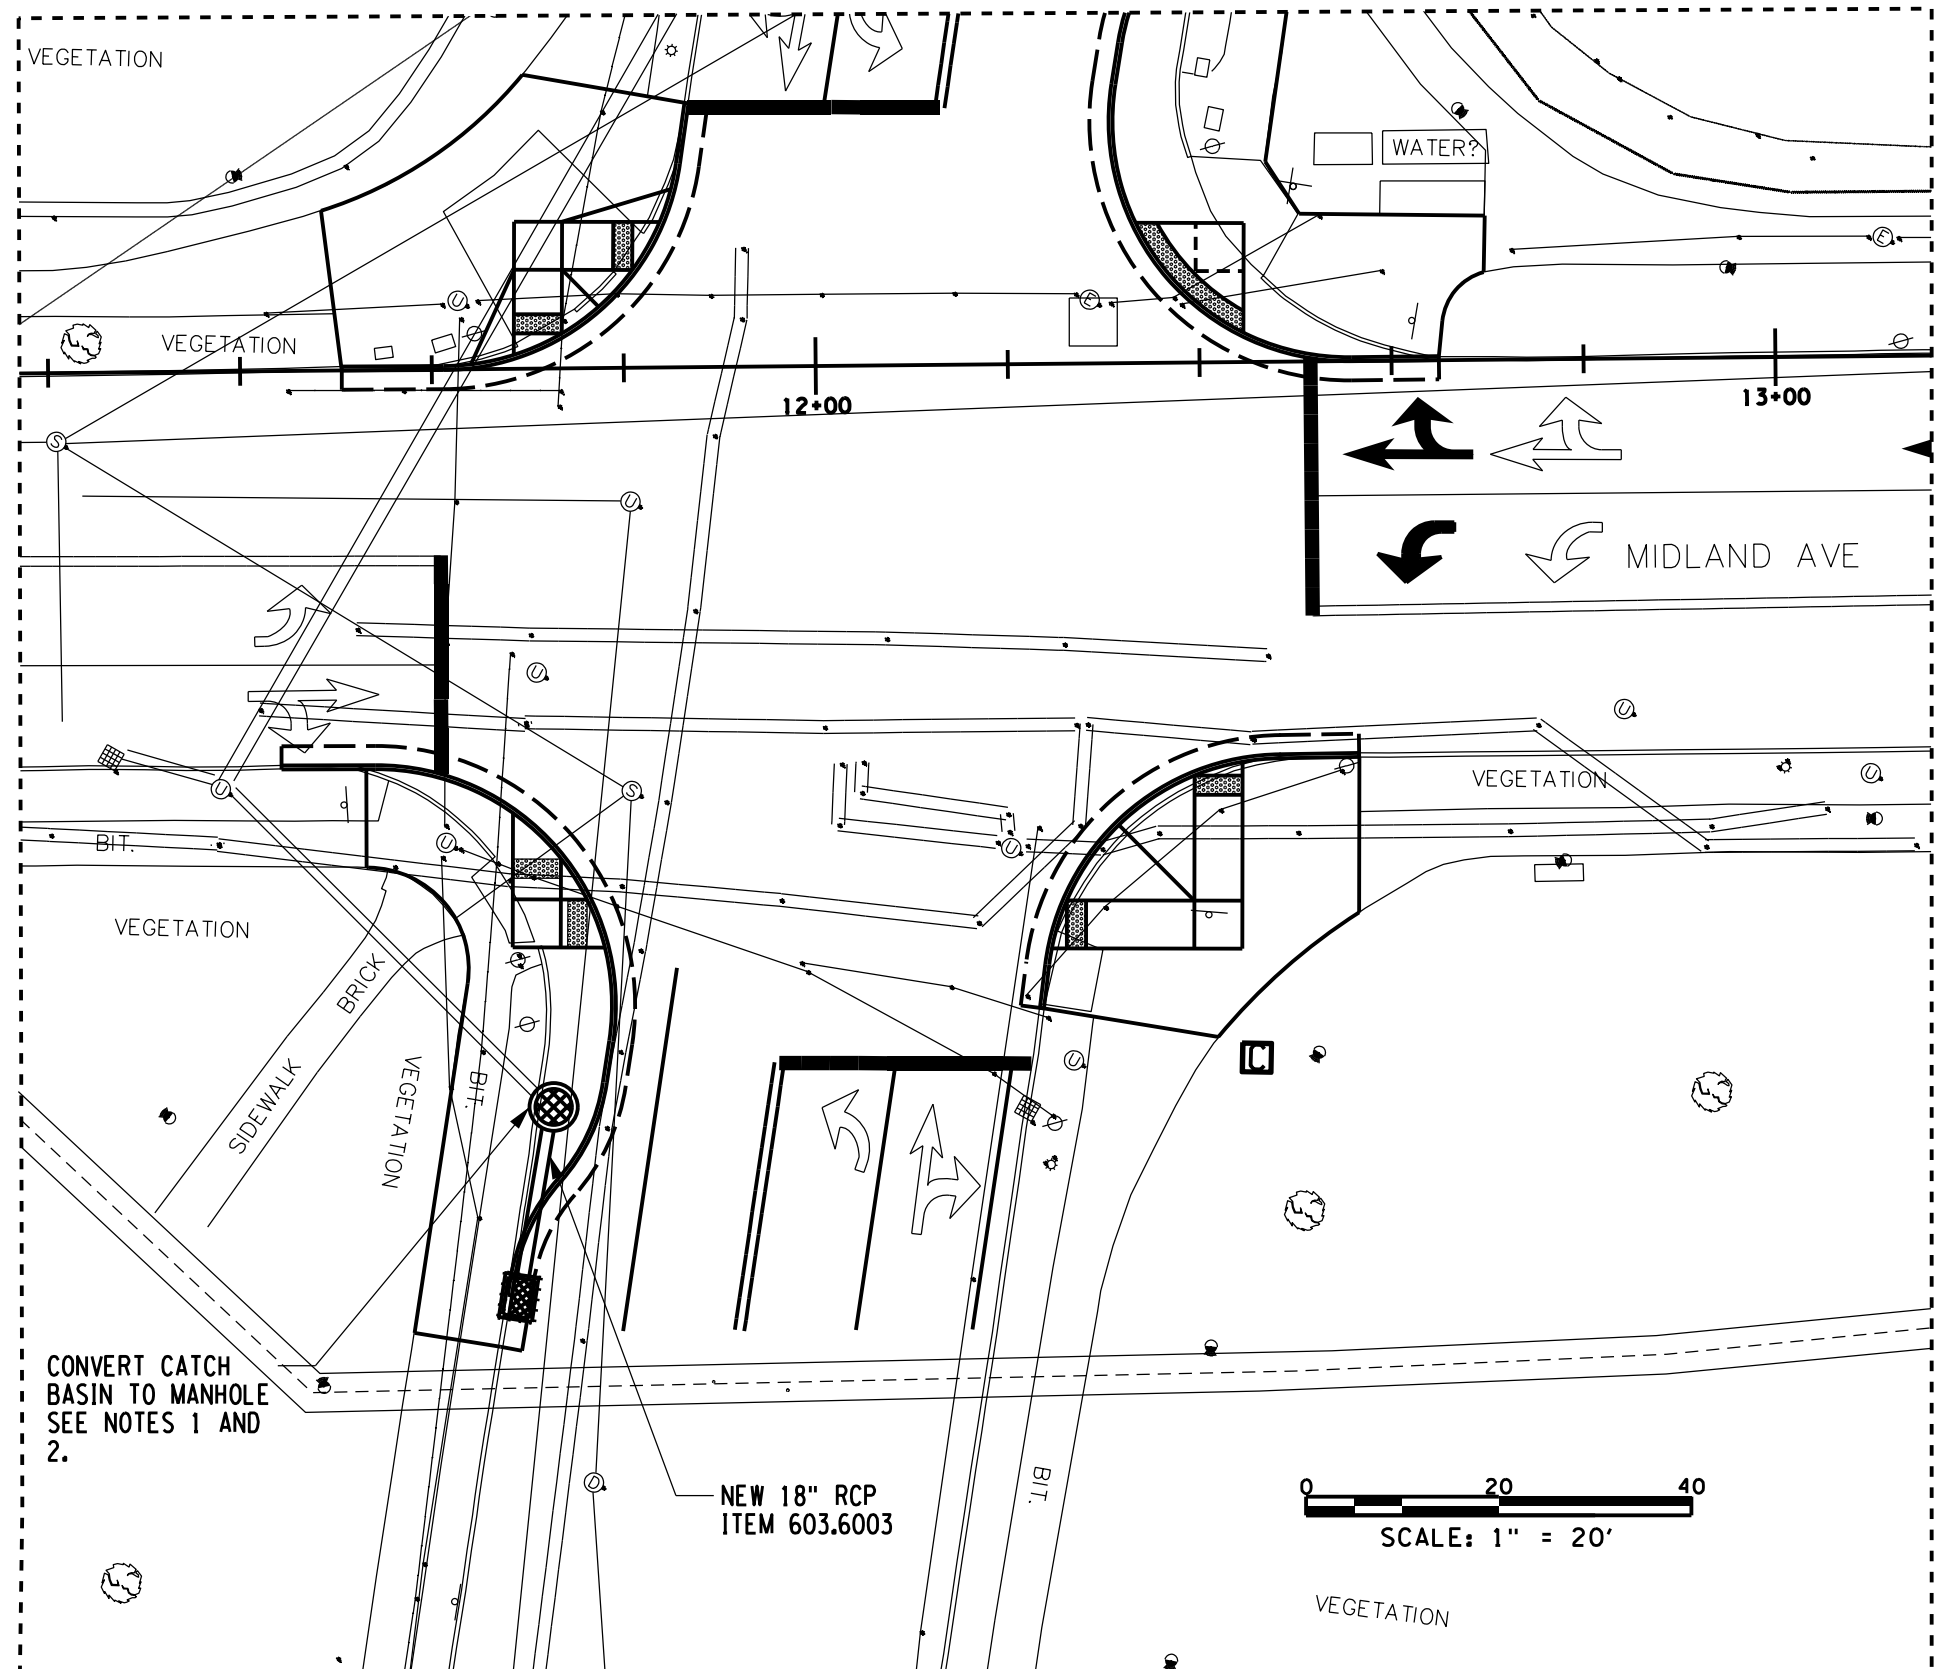 VEGETATION
WATER?
E
U
E
VEGETATION
12+00
13+00
S
U
MIDLAND AVE
U
U
VEGETATION
U
U
S
BIT.
U
U
VEGETATION
BRICK
SIDEWALK
VEGETATION
BIT.
U
C
CONVERT CATCH
BASIN TO MANHOLE
SEE NOTES 1 AND
2.
D
NEW 18" RCP
ITEM 603.6003
BIT.
0 20 40
SCALE: 1" = 20'
VEGETATION